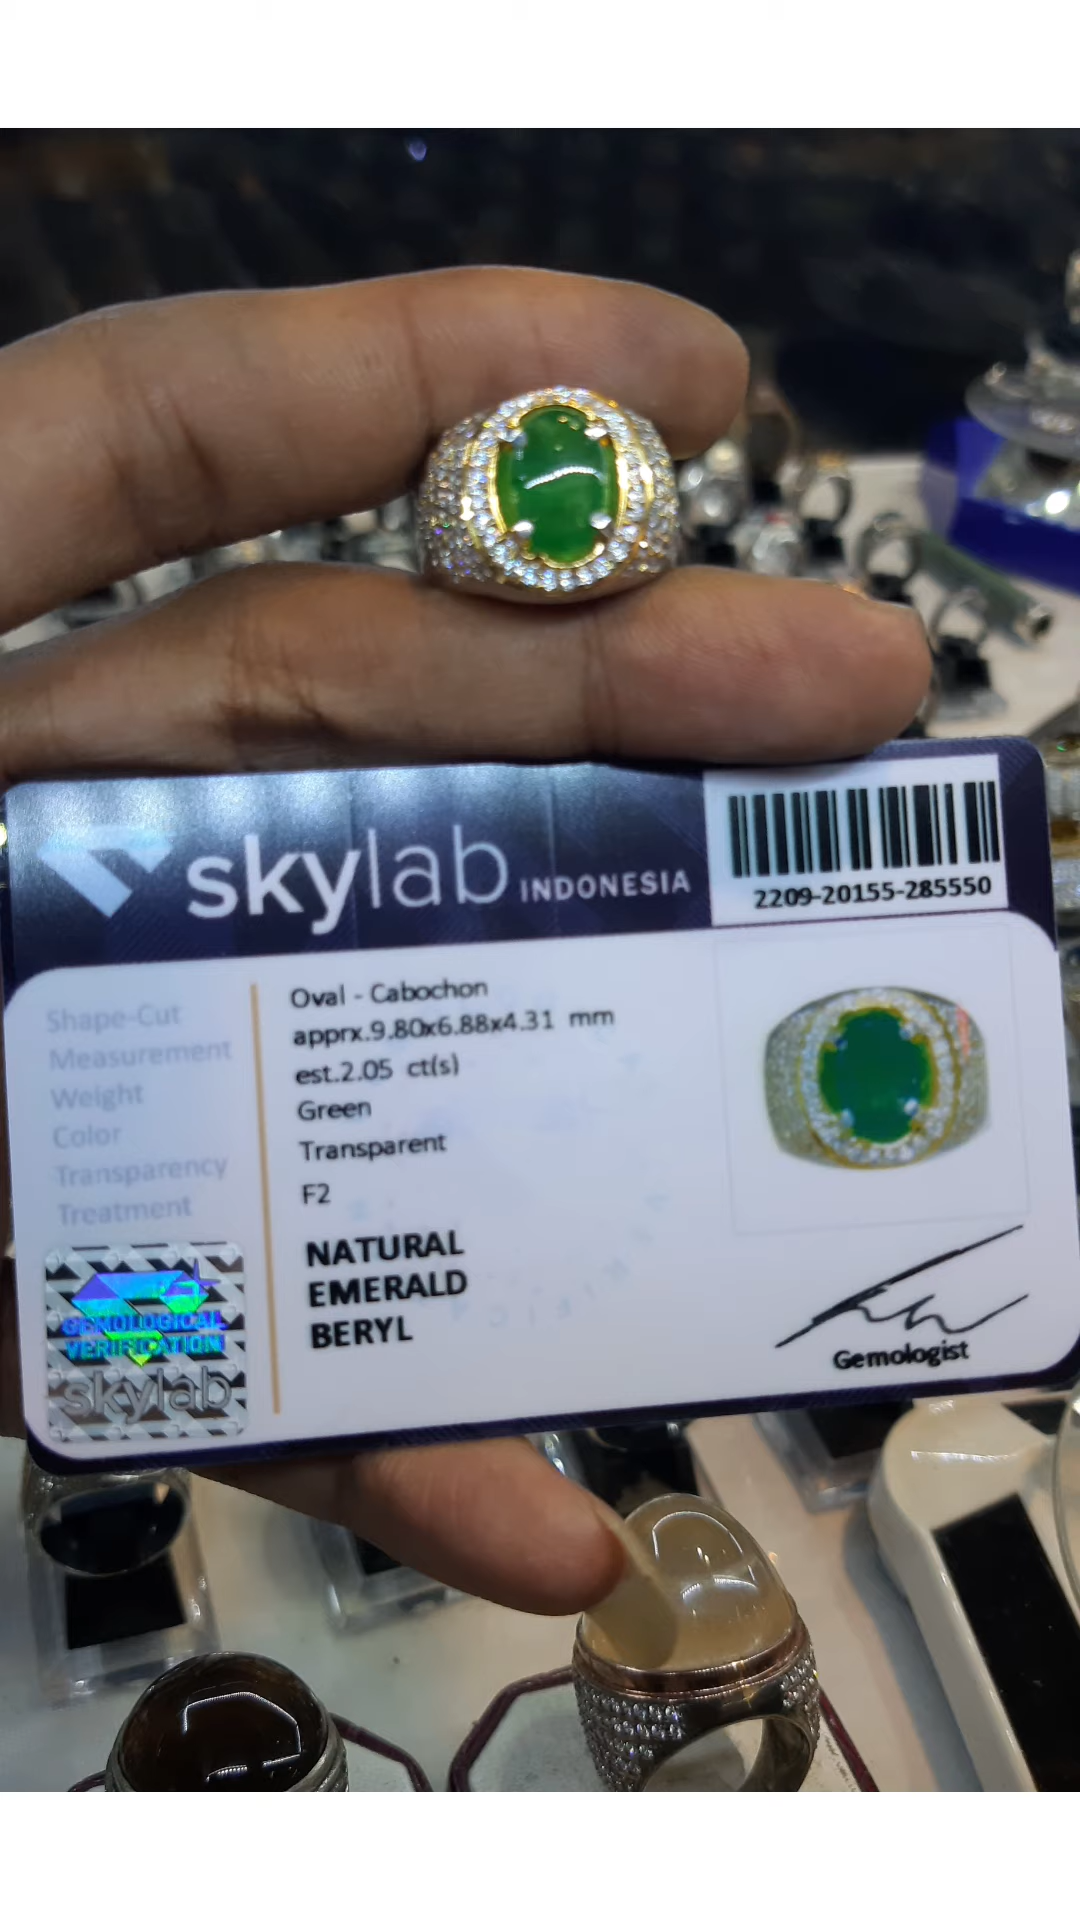 skylab INDONESIA
2209-20155-285550
Shape-Cut Oval - Cabochon
Measurement apprx.9.80x6.88x4.31 mm
Weight est.2.05 ct(s)
Color Green
Transparency Transparent
Treatment F2
NATURAL
EMERALD
BERYL
GEMOLOGICAL
VERIFICATION
skylab
Gemologist